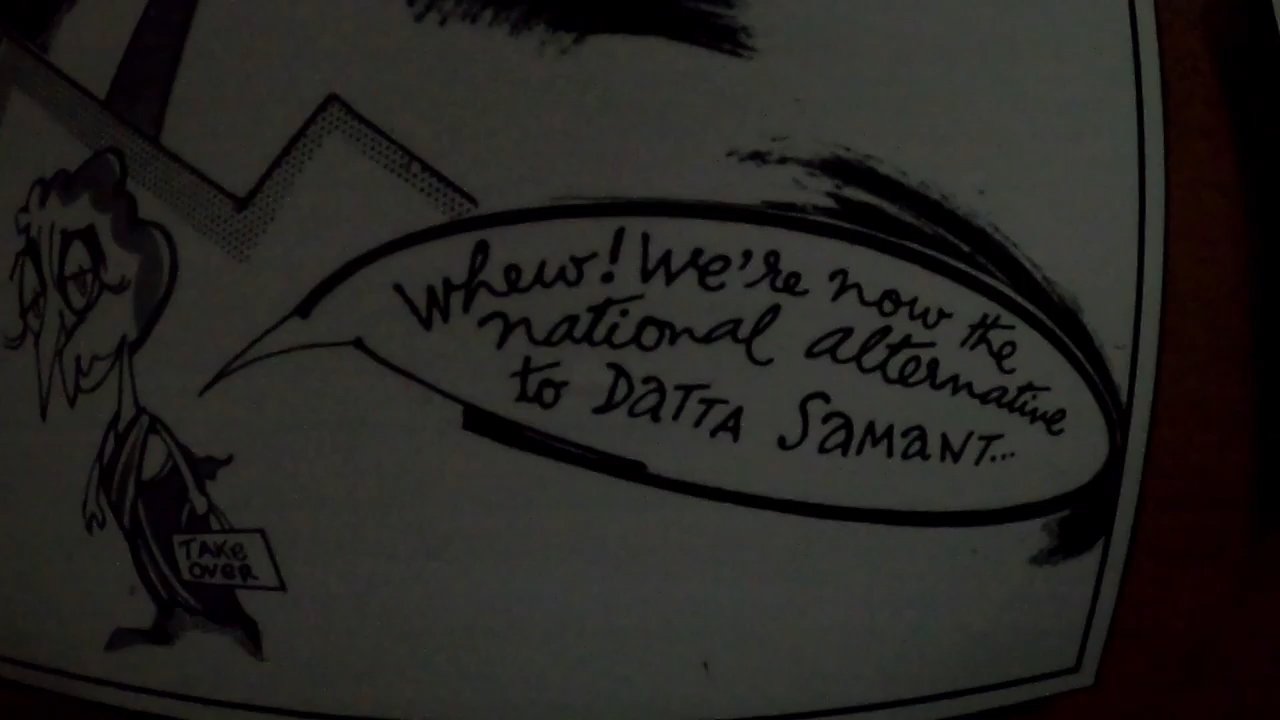 Whew! We're now the
national alternative
to DATTA SAMANT...
TAKE
OVER